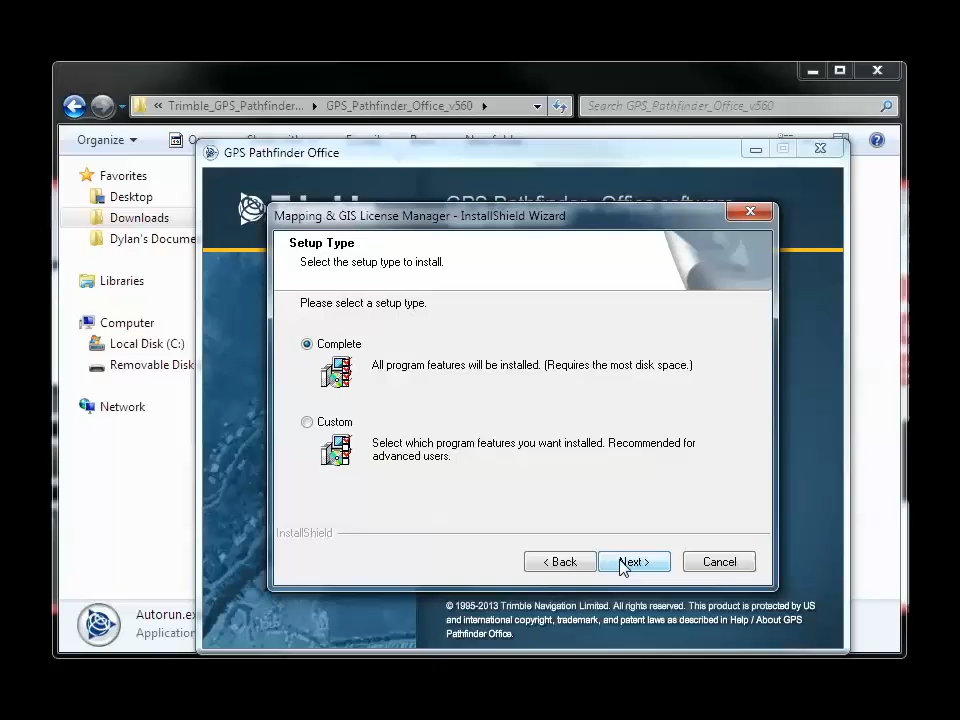 « Trimble_GPS_Pathfinder... ▸ GPS_Pathfinder_Office_v560 ▸
Search GPS_Pathfinder_Office_v560
Organize
GPS Pathfinder Office
Favorites
Desktop
Downloads
Dylan's Docume
Libraries
Computer
Local Disk (C:)
Removable Disk
Network
Mapping & GIS License Manager - InstallShield Wizard
Setup Type
Select the setup type to install.
Please select a setup type.
Complete
All program features will be installed. (Requires the most disk space.)
Custom
Select which program features you want installed. Recommended for
advanced users.
InstallShield
< Back
Next >
Cancel
Autorun.ex
Application
© 1995-2013 Trimble Navigation Limited. All rights reserved. This product is protected by US
and international copyright, trademark, and patent laws as described in Help / About GPS
Pathfinder Office.